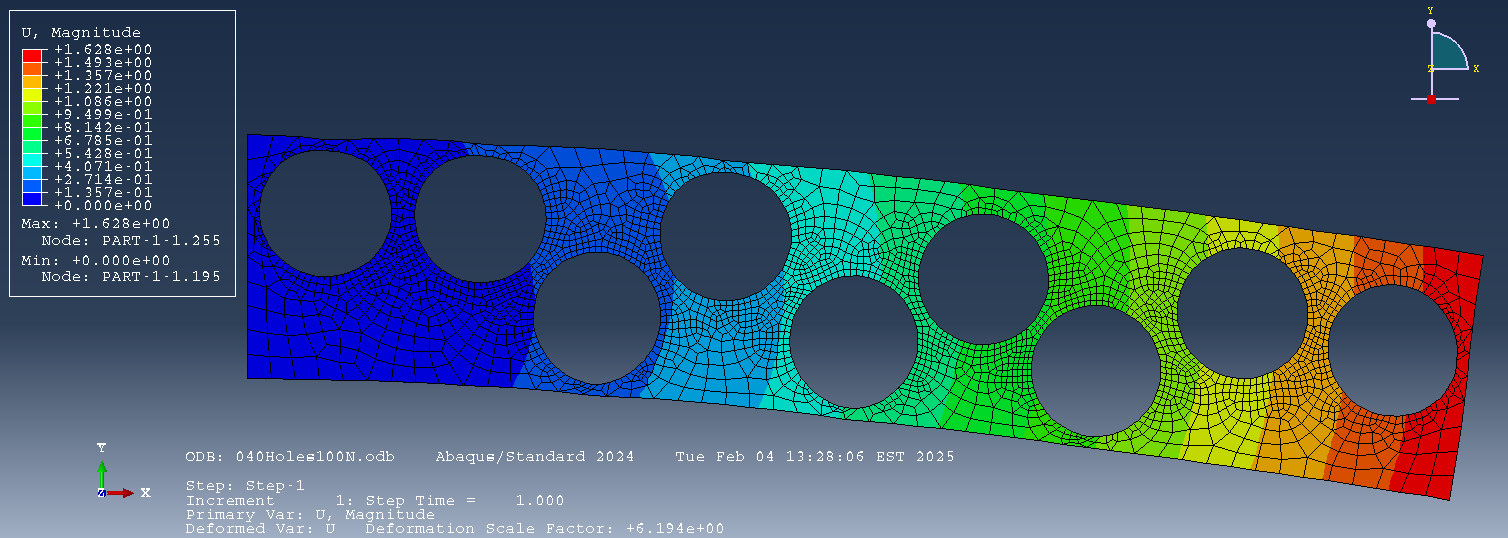 U, Magnitude
+1.628e+00
+1.493e+00
+1.357e+00
+1.221e+00
+1.086e+00
+9.499e-01
+8.142e-01
+6.785e-01
+5.428e-01
+4.071e-01
+2.714e-01
+1.357e-01
+0.000e+00
Max: +1.628e+00
Node: PART-1-1.255
Min: +0.000e+00
Node: PART-1-1.195
Y
Z X
Y
Z X
ODB: 040Holes100N.odb Abaqus/Standard 2024 Tue Feb 04 13:28:06 EST 2025
Step: Step-1
Increment 1: Step Time = 1.000
Primary Var: U, Magnitude
Deformed Var: U Deformation Scale Factor: +6.194e+00